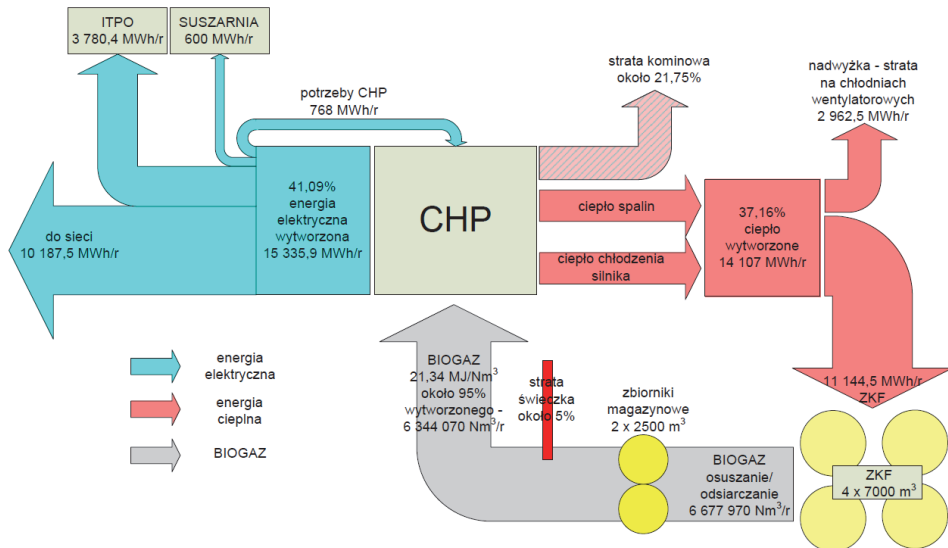 ITPO
3 780,4 MWh/r
SUSZARNIA
600 MWh/r
potrzeby CHP
768 MWh/r
strata kominowa
około 21,75%
nadwyżka - strata
na chłodniach
wentylatorowych
2 962,5 MWh/r
do sieci
10 187,5 MWh/r
41,09%
energia
elektryczna
wytworzona
15 335,9 MWh/r
CHP
ciepło spalin
ciepło chłodzenia
silnika
37,16%
ciepło
wytworzone
14 107 MWh/r
11 144,5 MWh/r
ZKF
energia
elektryczna
energia
cieplna
BIOGAZ
BIOGAZ
21,34 MJ/Nm³
około 95%
wytworzonego -
6 344 070 Nm³/r
strata
świeczka
około 5%
zbiorniki
magazynowe
2 x 2500 m³
BIOGAZ
osuszanie/
odsiarczanie
6 677 970 Nm³/r
ZKF
4 x 7000 m³